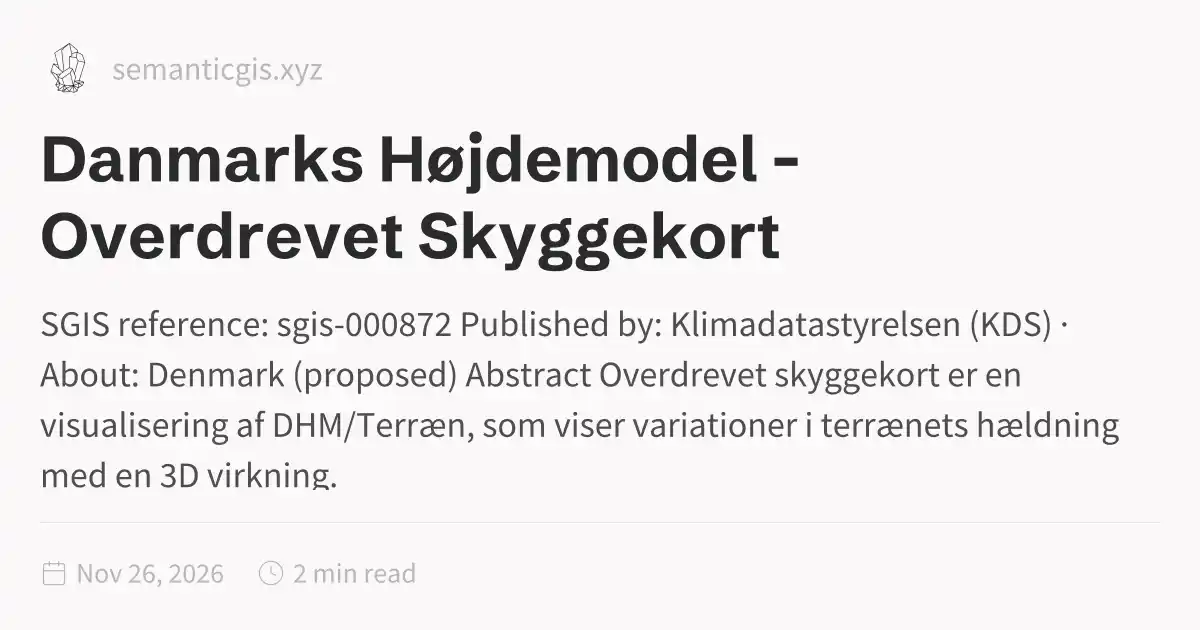 semanticgis.xyz
Danmarks Højdemodel -
Overdrevet Skyggekort
SGIS reference: sgis-000872 Published by: Klimadatastyrelsen (KDS) ·
About: Denmark (proposed) Abstract Overdrevet skyggekort er en
visualisering af DHM/Terræn, som viser variationer i terrænets hældning
med en 3D virkning.
Nov 26, 2026 2 min read